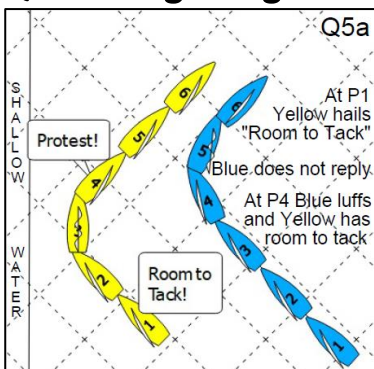 Q5a
At P1
Yellow hails
"Room to Tack"
Blue does not reply
At P4 Blue luffs
and Yellow has
room to tack
SHALLOW
WATER
Protest!
Room to
Tack!
6
5
4
3
2
1
6
5
4
3
2
1